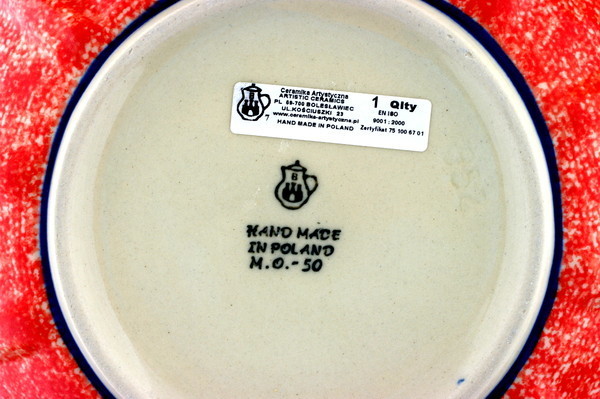 Ceramika Artystyczna
ARTISTIC CERAMICS
PL 59-700 BOLESŁAWIEC
UL.KOŚCIUSZKI 23
www.ceramika-artystyczna.pl
HAND MADE IN POLAND
7
1 Qlty
EN ISO
9001 : 2000
Zertyfikat 75 100 67 01
B
HAND MADE
IN POLAND
M.O.-50